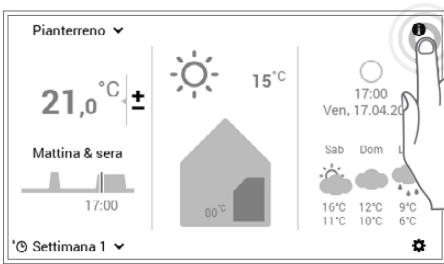 Pianterreno
21,0 °C ±
Mattina & sera
17:00
Settimana 1
15°C
00°C
17:00
Ven, 17.04.20
Sab Dom
16°C 12°C 9°C
11°C 10°C 6°C